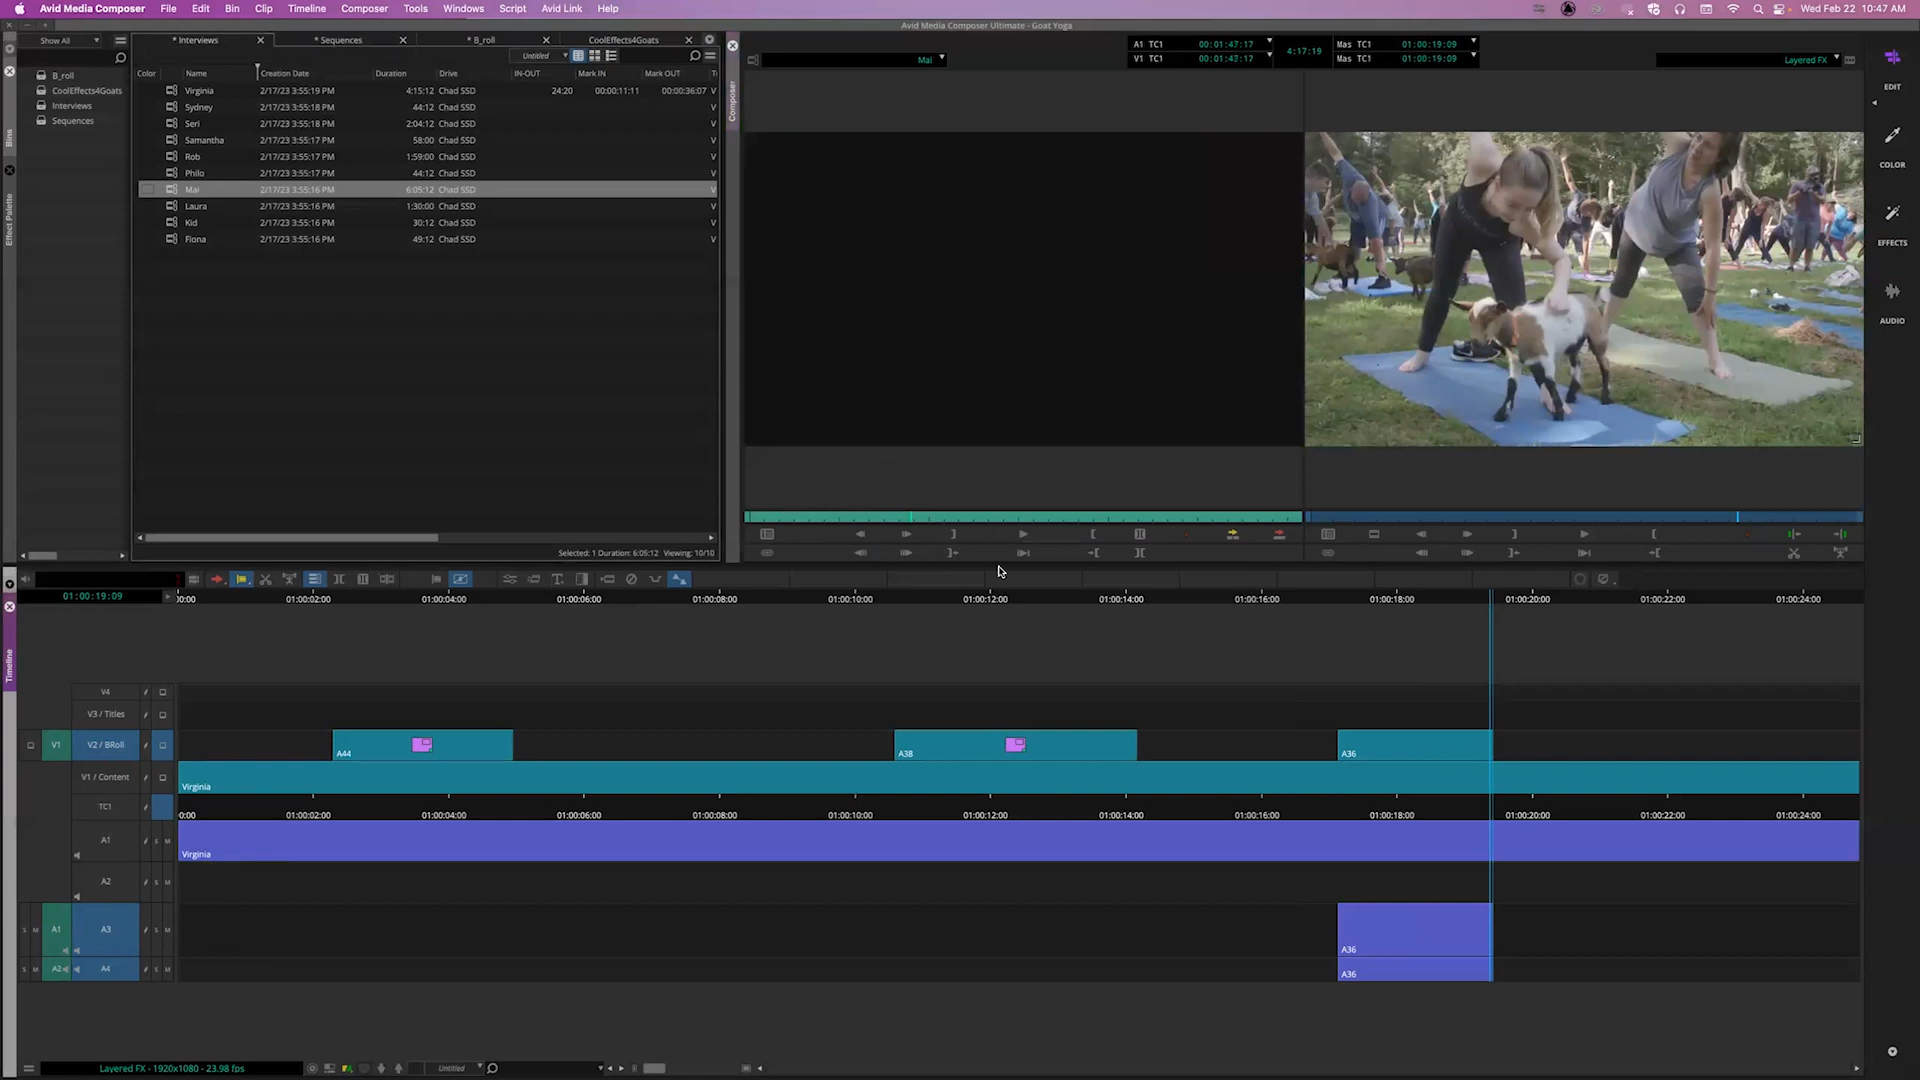 Avid Media Composer File Edit Bin Clip Timeline Composer Tools Windows Script Avid Link Help Wed Feb 22 10:47 AM
Avid Media Composer Ultimate - Goat Yoga
Show All
* Interviews
* Sequences
* B_roll
CoolEffects4Goats
Untitled
B_roll
CoolEffects4Goats
Interviews
Sequences
Bins
Effect Palette
Color Name Creation Date Duration Drive IN-OUT Mark IN Mark OUT
Virginia 2/17/23 3:55:19 PM 4:15:12 Chad SSD 24:20 00:00:11:11 00:00:36:07 V
Sydney 2/17/23 3:55:18 PM 44:12 Chad SSD V
Seri 2/17/23 3:55:18 PM 2:04:12 Chad SSD V
Samantha 2/17/23 3:55:17 PM 58:00 Chad SSD V
Rob 2/17/23 3:55:17 PM 1:59:00 Chad SSD V
Philo 2/17/23 3:55:17 PM 44:12 Chad SSD V
Mai 2/17/23 3:55:16 PM 6:05:12 Chad SSD V
Laura 2/17/23 3:55:16 PM 1:30:00 Chad SSD V
Kid 2/17/23 3:55:16 PM 30:12 Chad SSD V
Fiona 2/17/23 3:55:16 PM 49:12 Chad SSD V
Selected: 1 Duration: 6:05:12 Viewing: 10/10
Composer
Mai
A1 TC1 00:01:47:17
V1 TC1 00:01:47:17
4:17:19
Mas TC1 01:00:19:09
Mas TC1 01:00:19:09
Layered FX
EDIT
COLOR
EFFECTS
AUDIO
Timeline
01:00:19:09
0:00 01:00:02:00 01:00:04:00 01:00:06:00 01:00:08:00 01:00:10:00 01:00:12:00 01:00:14:00 01:00:16:00 01:00:18:00 01:00:20:00 01:00:22:00 01:00:24:00
V4
V3 / Titles
V1 V2 / BRoll A44 A38 A36
V1 / Content Virginia
TC1 0:00 01:00:02:00 01:00:04:00 01:00:06:00 01:00:08:00 01:00:10:00 01:00:12:00 01:00:14:00 01:00:16:00 01:00:18:00 01:00:20:00 01:00:22:00 01:00:24:00
A1 S M Virginia
A2 S M
S M A1 A3 S M A36
S M A2 A4 S M A36
Layered FX - 1920x1080 - 23.98 fps
Untitled